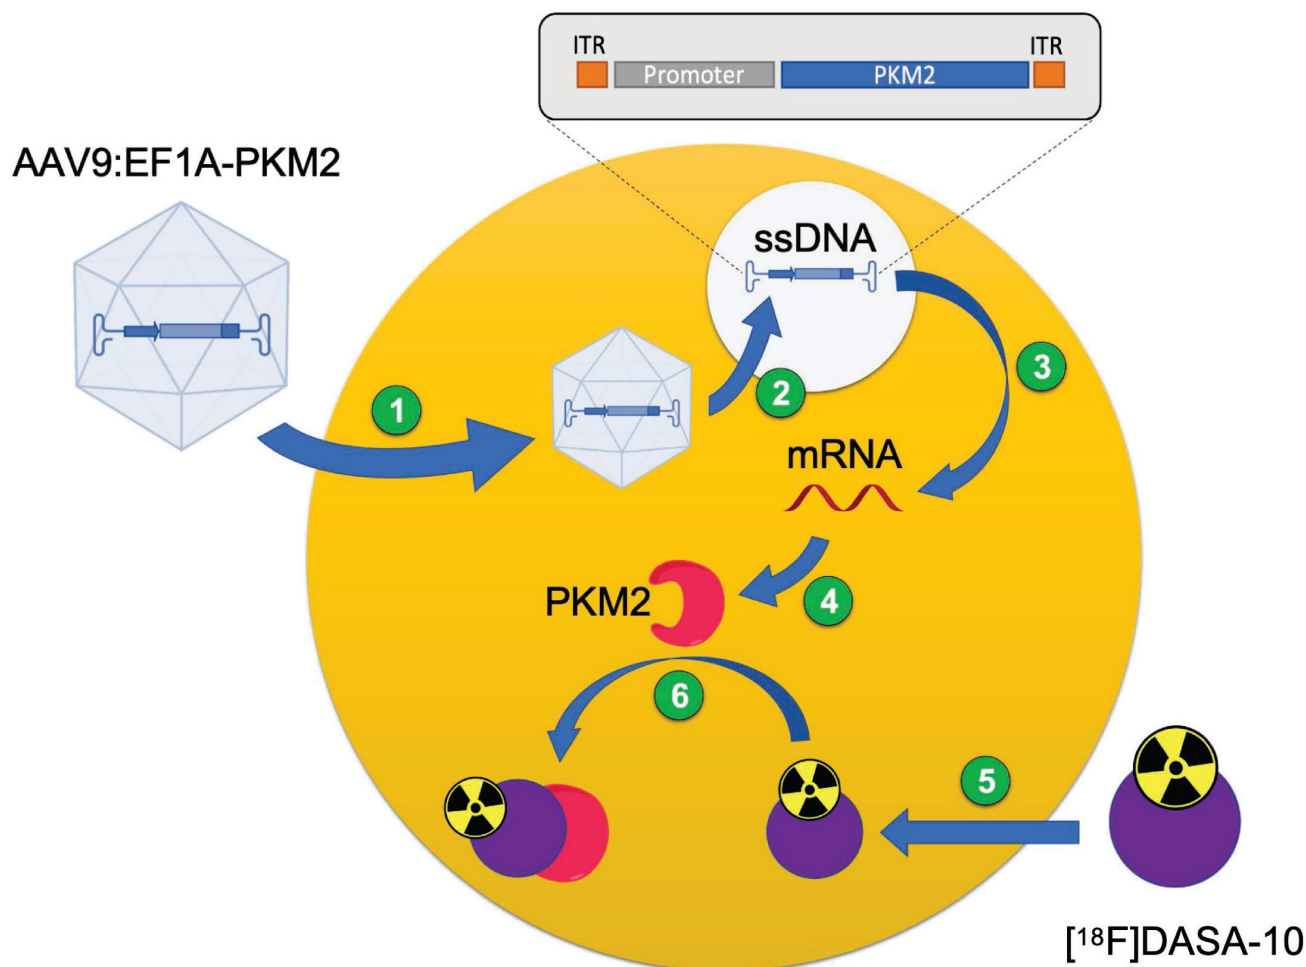 ITR
ITR
Promoter
PKM2
AAV9:EF1A-PKM2
ssDNA
1
2
3
mRNA
PKM2
4
6
5
[¹⁸F]DASA-10